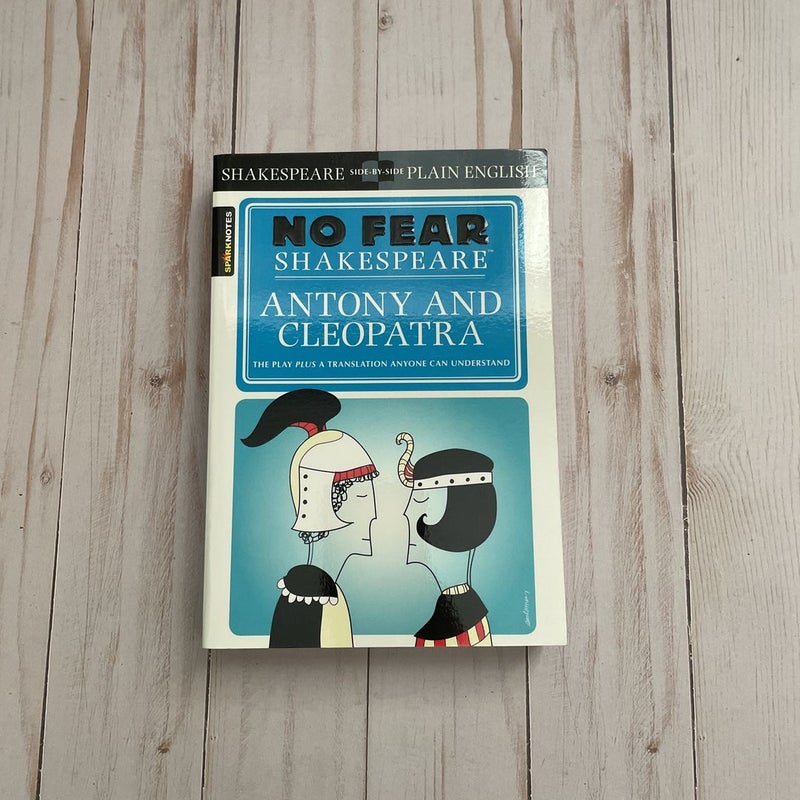 SHAKESPEARE SIDE-BY-SIDE PLAIN ENGLISH
SPARKNOTES
NO FEAR
SHAKESPEARE™
ANTONY AND
CLEOPATRA
THE PLAY PLUS A TRANSLATION ANYONE CAN UNDERSTAND